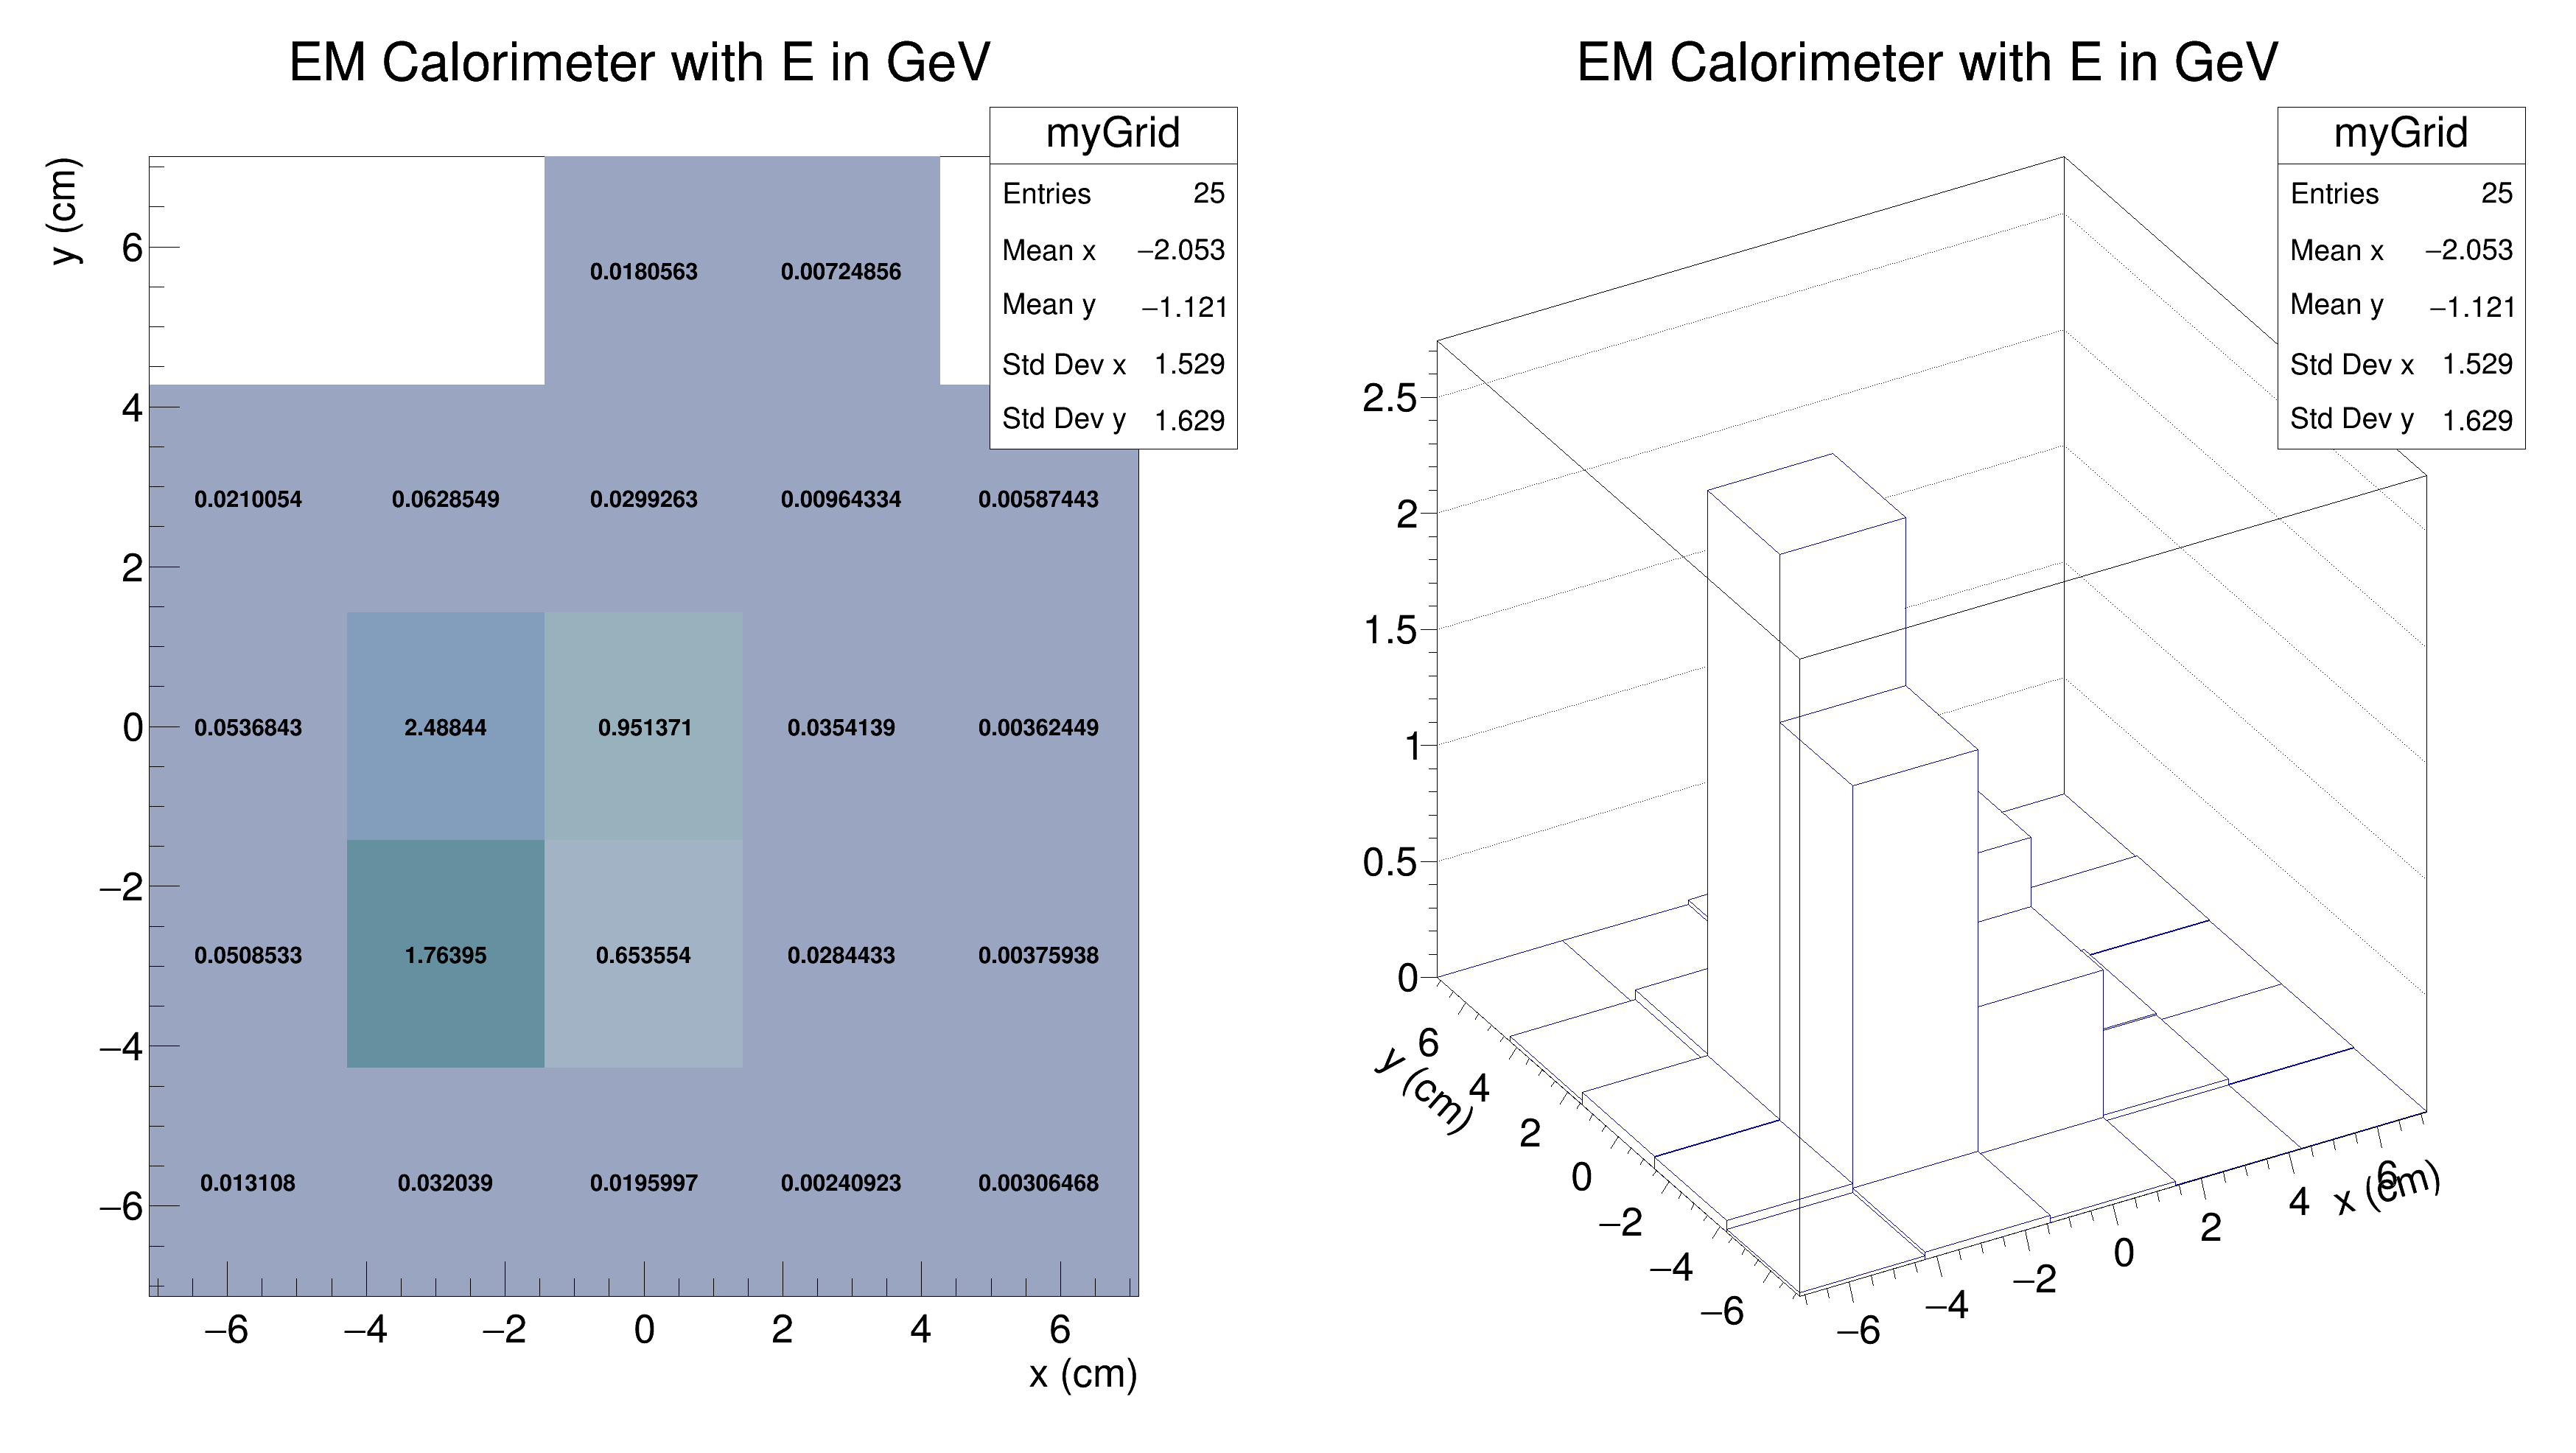 EM Calorimeter with E in GeV
myGrid
Entries 25
Mean x −2.053
Mean y −1.121
Std Dev x 1.529
Std Dev y 1.629
y (cm)
6
4
2
0
−2
−4
−6
0.0180563 0.00724856
0.0210054 0.0628549 0.0299263 0.00964334 0.00587443
0.0536843 2.48844 0.951371 0.0354139 0.00362449
0.0508533 1.76395 0.653554 0.0284433 0.00375938
0.013108 0.032039 0.0195997 0.00240923 0.00306468
−6 −4 −2 0 2 4 6
x (cm)
EM Calorimeter with E in GeV
myGrid
Entries 25
Mean x −2.053
Mean y −1.121
Std Dev x 1.529
Std Dev y 1.629
2.5
2
1.5
1
0.5
0
6
4
2
0
−2
−4
−6
y (cm)
−6 −4 −2 0 2 4 6
x (cm)